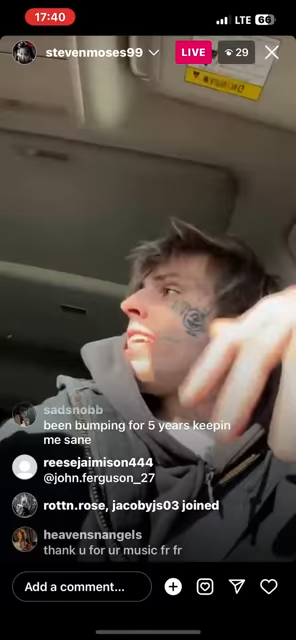 17:40
LTE 66
stevenmoses99
LIVE
29
sadsnobb
been bumping for 5 years keepin
me sane
reesejaimison444
@john.ferguson_27
rottn.rose, jacobyjs03 joined
heavensnangels
thank u for ur music fr fr
Add a comment...